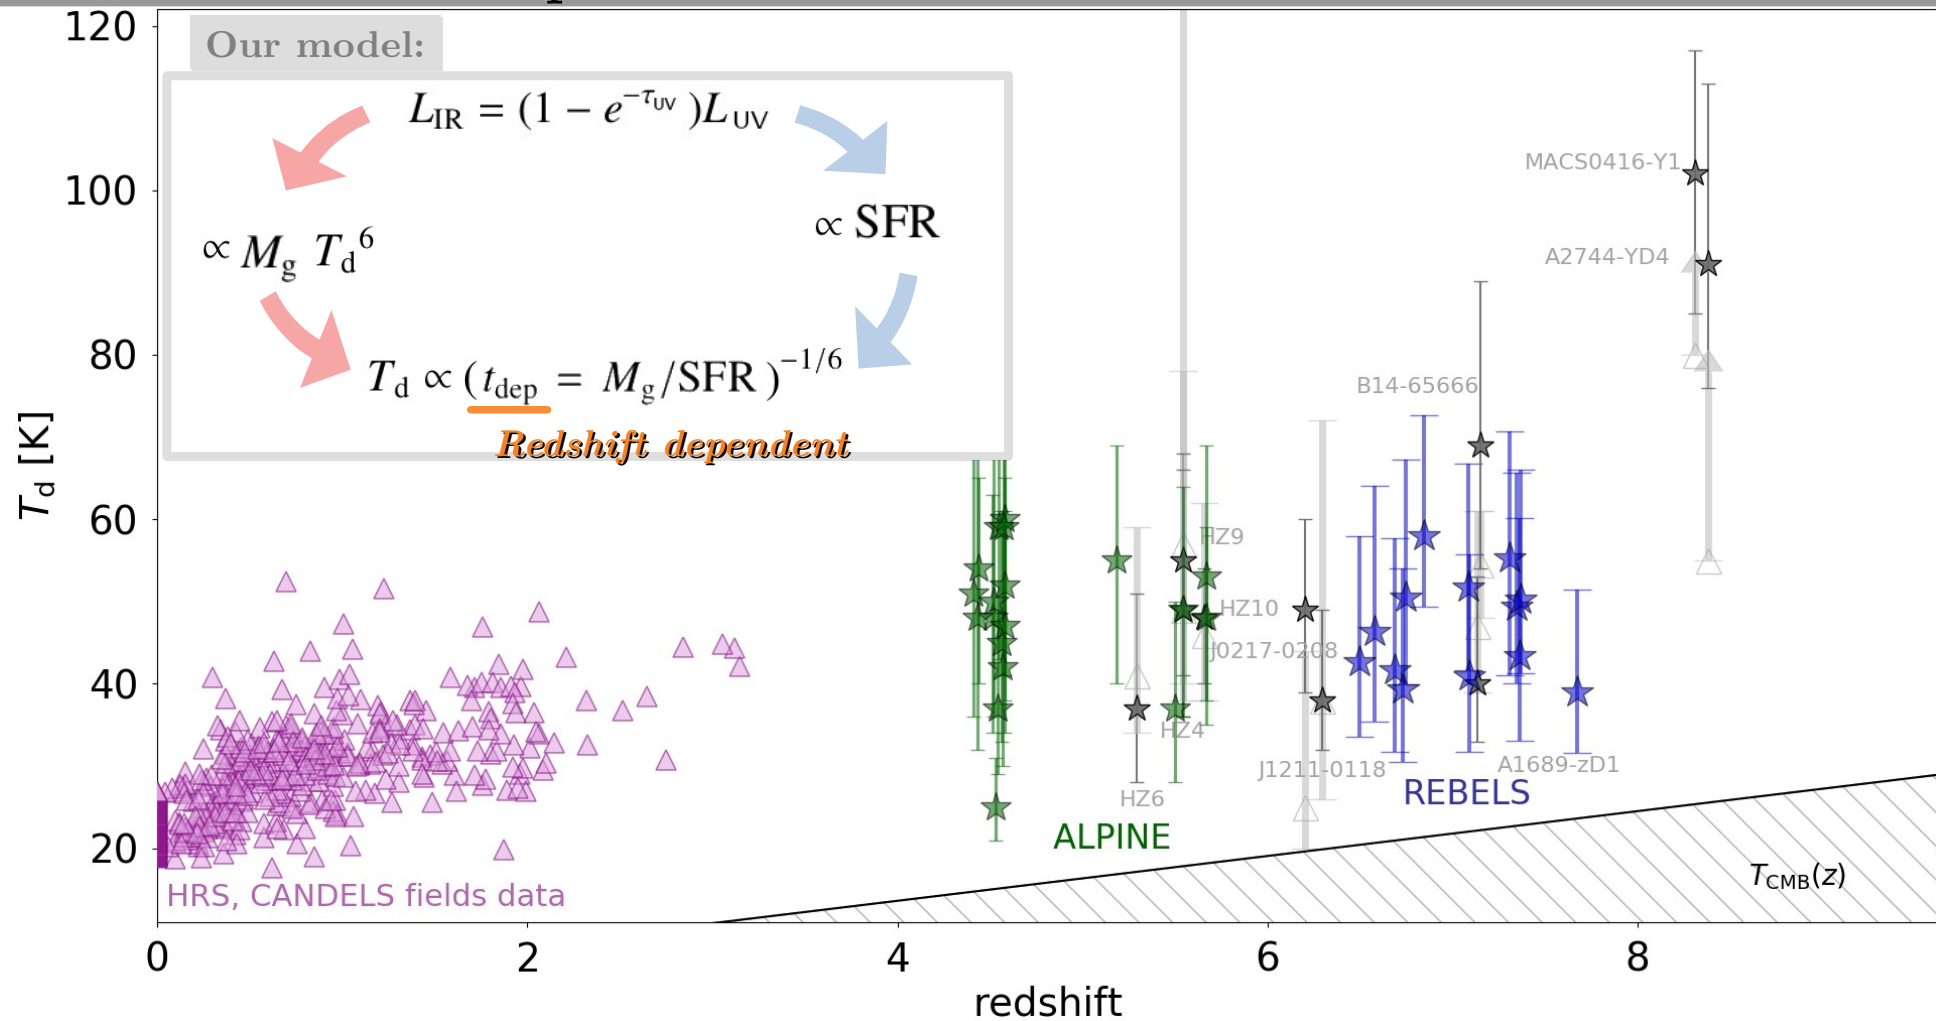 Our model:
L_IR = (1 − e^{−τ_UV})L_UV
∝ M_g T_d^6
∝ SFR
T_d ∝ (t_dep = M_g/SFR)^{−1/6}
Redshift dependent
120
100
80
60
40
20
T_d [K]
MACS0416-Y1
A2744-YD4
B14-65666
HZ9
HZ10
J0217-0208
HZ4
J1211-0118
A1689-zD1
HZ6
REBELS
ALPINE
T_CMB(z)
HRS, CANDELS fields data
0 2 4 6 8
redshift